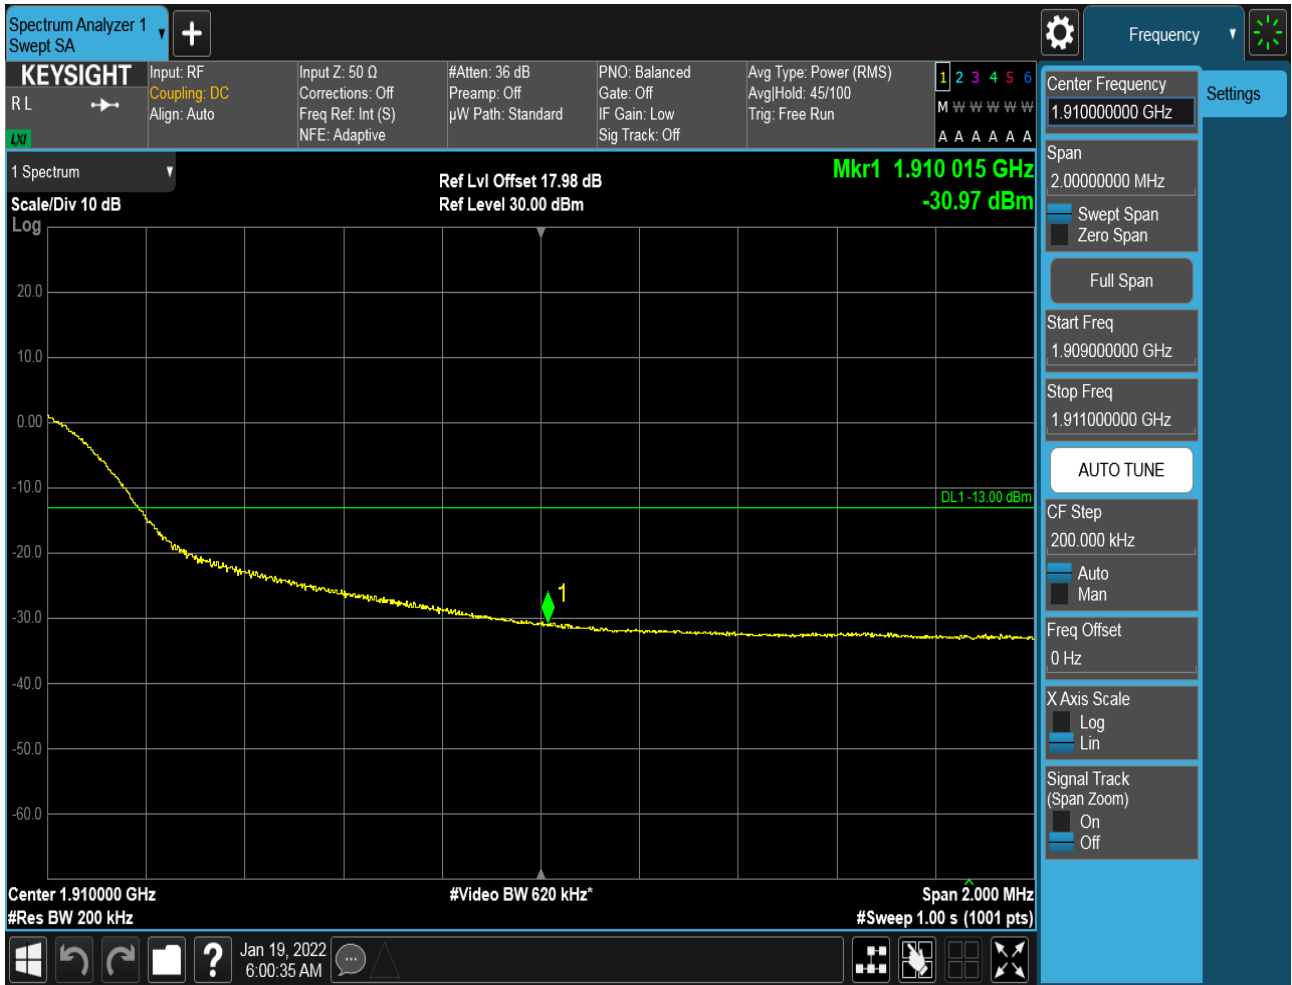 Spectrum Analyzer 1
Swept SA
Frequency
KEYSIGHT
R L
LXI
Input: RF
Coupling: DC
Align: Auto
Input Z: 50 Ω
Corrections: Off
Freq Ref: Int (S)
NFE: Adaptive
#Atten: 36 dB
Preamp: Off
µW Path: Standard
PNO: Balanced
Gate: Off
IF Gain: Low
Sig Track: Off
Avg Type: Power (RMS)
Avg|Hold: 45/100
Trig: Free Run
1 2 3 4 5 6
M W W W W W
A A A A A A
1 Spectrum
Scale/Div 10 dB
Log
Ref Lvl Offset 17.98 dB
Ref Level 30.00 dBm
Mkr1 1.910 015 GHz
-30.97 dBm
20.0
10.0
0.00
-10.0
-20.0
-30.0
-40.0
-50.0
-60.0
DL1 -13.00 dBm
1
Center 1.910000 GHz
#Res BW 200 kHz
#Video BW 620 kHz*
Span 2.000 MHz
#Sweep 1.00 s (1001 pts)
Jan 19, 2022
6:00:35 AM
Center Frequency
1.910000000 GHz
Settings
Span
2.00000000 MHz
Swept Span
Zero Span
Full Span
Start Freq
1.909000000 GHz
Stop Freq
1.911000000 GHz
AUTO TUNE
CF Step
200.000 kHz
Auto
Man
Freq Offset
0 Hz
X Axis Scale
Log
Lin
Signal Track
(Span Zoom)
On
Off